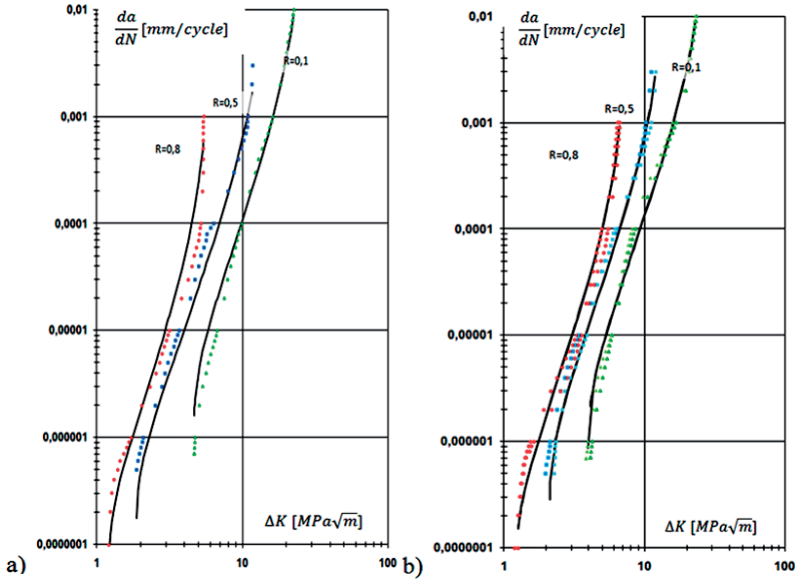 a)
da/dN [mm/cycle]
0,01
0,001
0,0001
0,00001
0,000001
0,0000001
R=0,1
R=0,5
R=0,8
ΔK [MPa√m]
1
10
100
b)
da/dN [mm/cycle]
0,01
0,001
0,0001
0,00001
0,000001
0,0000001
R=0,1
R=0,5
R=0,8
ΔK [MPa√m]
1
10
100